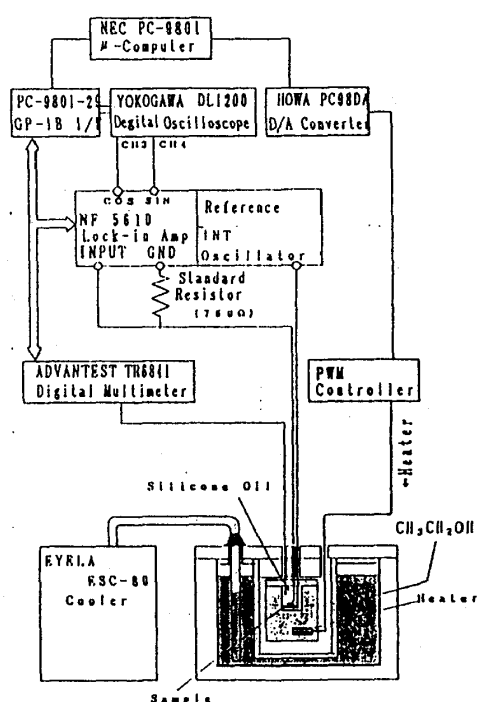 NEC PC-9801
μ-Computer
PC-9801-29
GP-IB I/F
YOKOGAWA DL1200
Degital Oscilloscope
HOWA PC98DA
D/A Converter
CH3 CH4
COS SIN
NF 5610
Lock-in Amp
INPUT GND
Reference
INT
Oscillator
Standard
Resistor
(760Ω)
ADVANTEST TR6841
Digital Multimeter
PWM
Controller
←Heater
Silicone Oil
CH₃CH₂OH
Heater
EYELA
ESC-80
Cooler
Sample